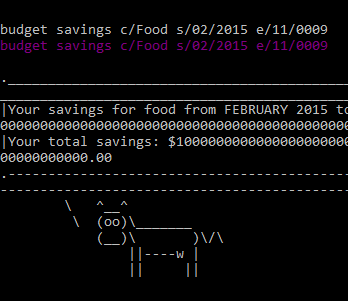 budget savings c/Food s/02/2015 e/11/0009
budget savings c/Food s/02/2015 e/11/0009
.___________________________________________
____________________________________________
|Your savings for food from FEBRUARY 2015 to
00000000000000000000000000000000000000000000
|Your total savings: $1000000000000000000000
00000000000.00
.-------------------------------------------
--------------------------------------------
        \   ^__^
         \  (oo)\_______
            (__)\       )\/\
                ||----w |
                ||     ||